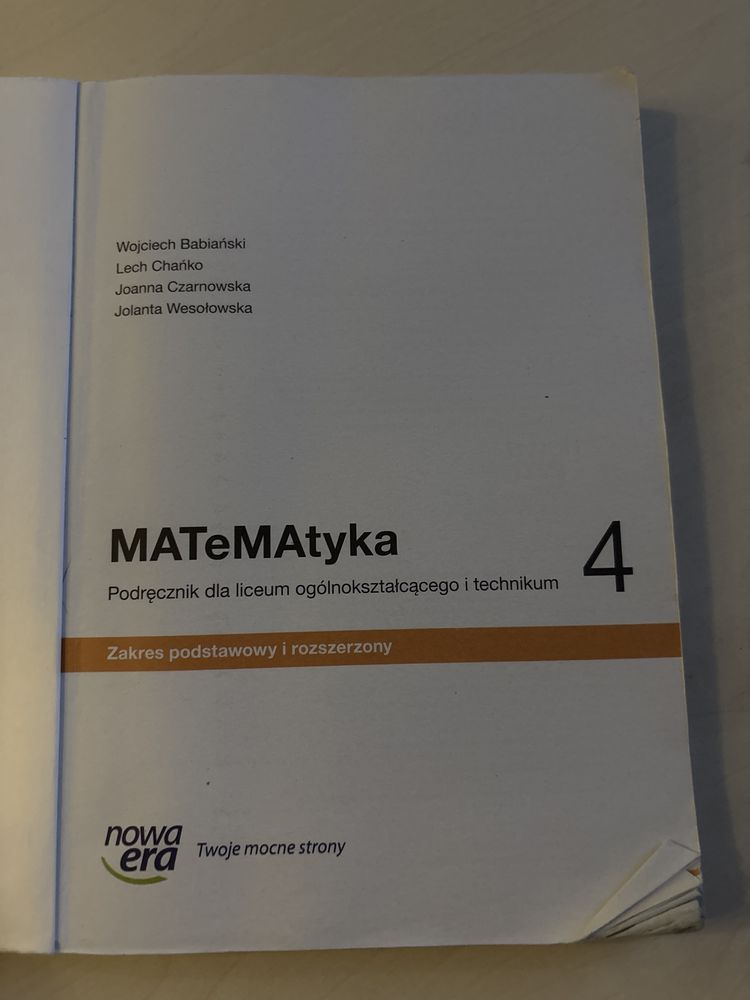 Wojciech Babiański
Lech Chańko
Joanna Czarnowska
Jolanta Wesołowska
MATeMAtyka 4
Podręcznik dla liceum ogólnokształcącego i technikum
Zakres podstawowy i rozszerzony
nowa
era
Twoje mocne strony